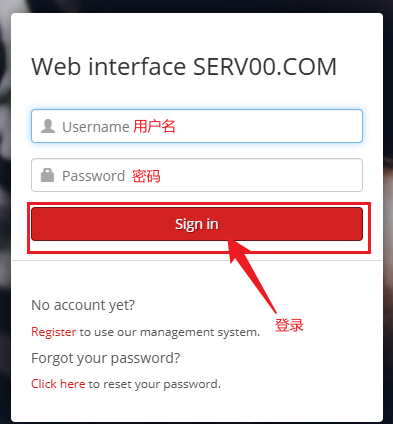 Web interface SERV00.COM
Username 用户名
Password 密码
Sign in
No account yet?
登录
Register to use our management system.
Forgot your password?
Click here to reset your password.